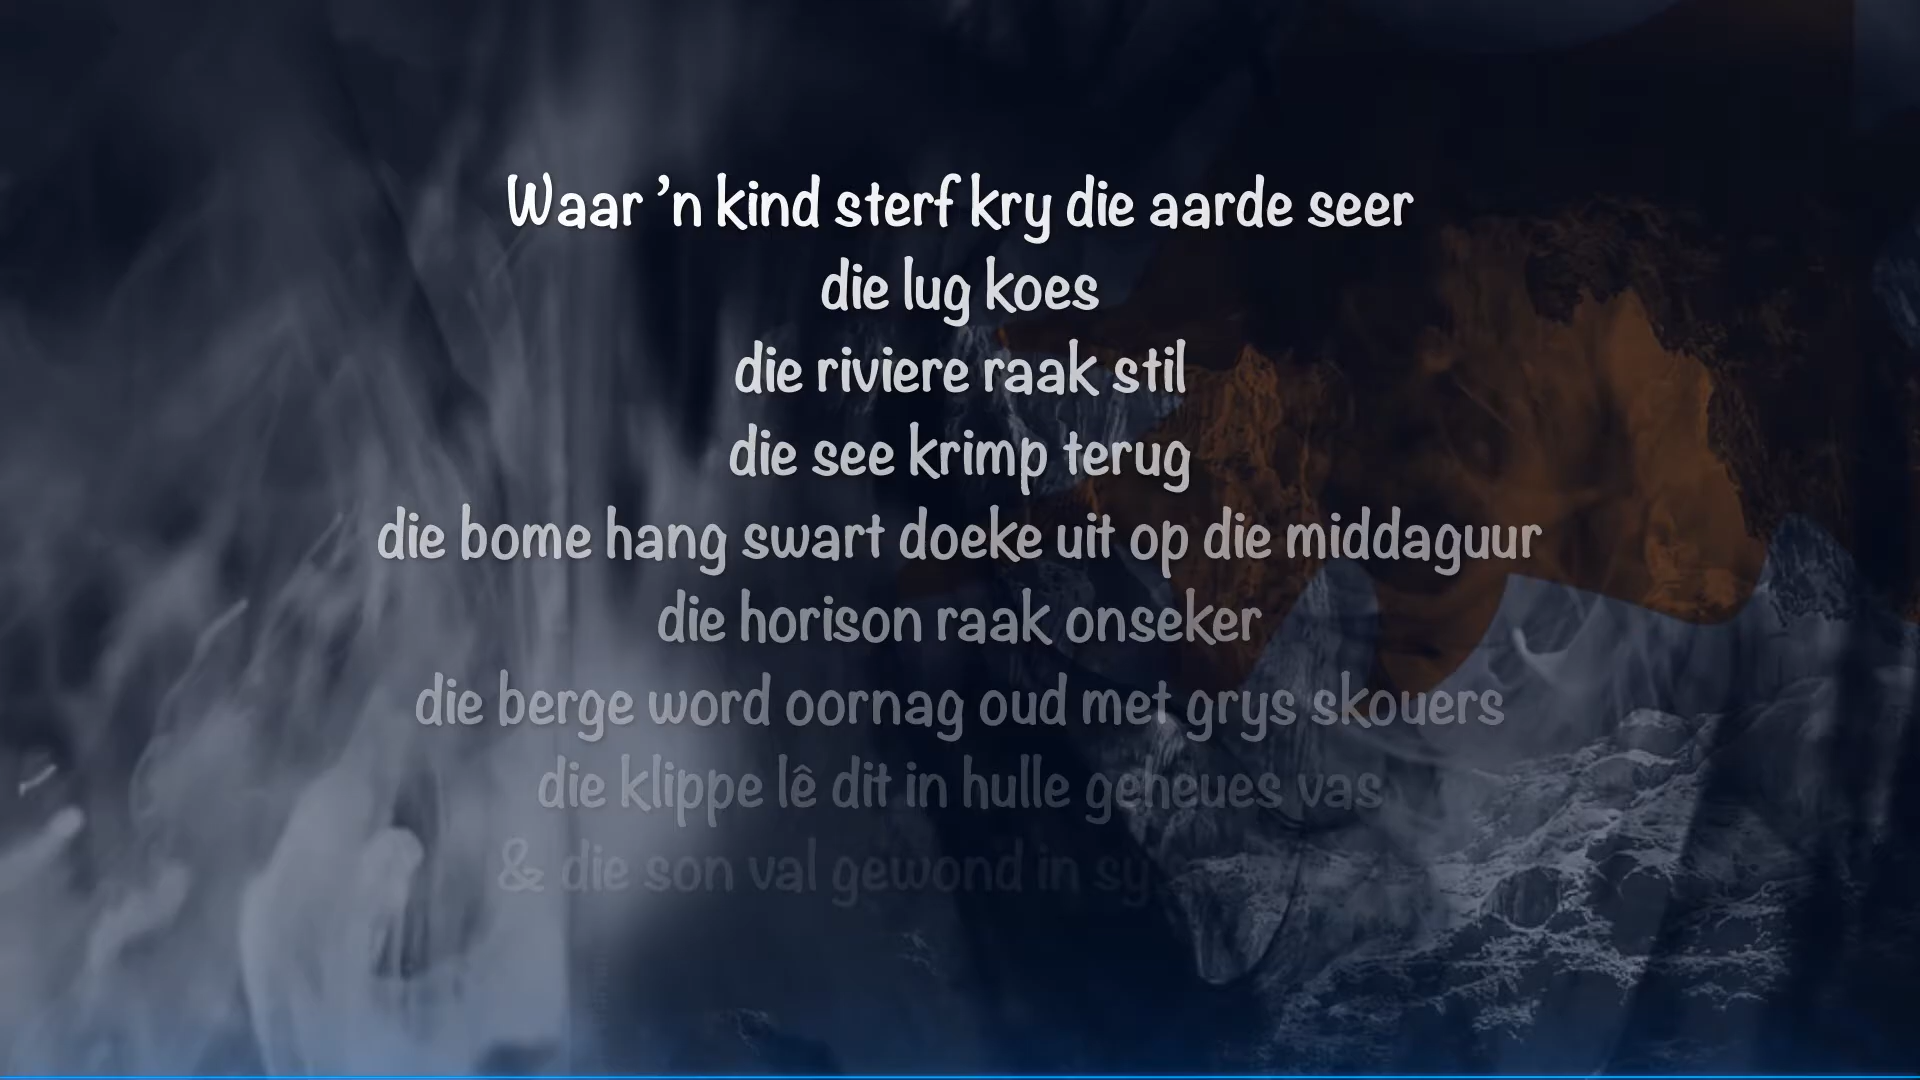 Waar ’n kind sterf kry die aarde seer
die lug koes
die riviere raak stil
die see krimp terug
die bome hang swart doeke uit op die middaguur
die horison raak onseker
die berge word oornag oud met grys skouers
die klippe lê dit in hulle geheues vas
& die son val gewond in sy